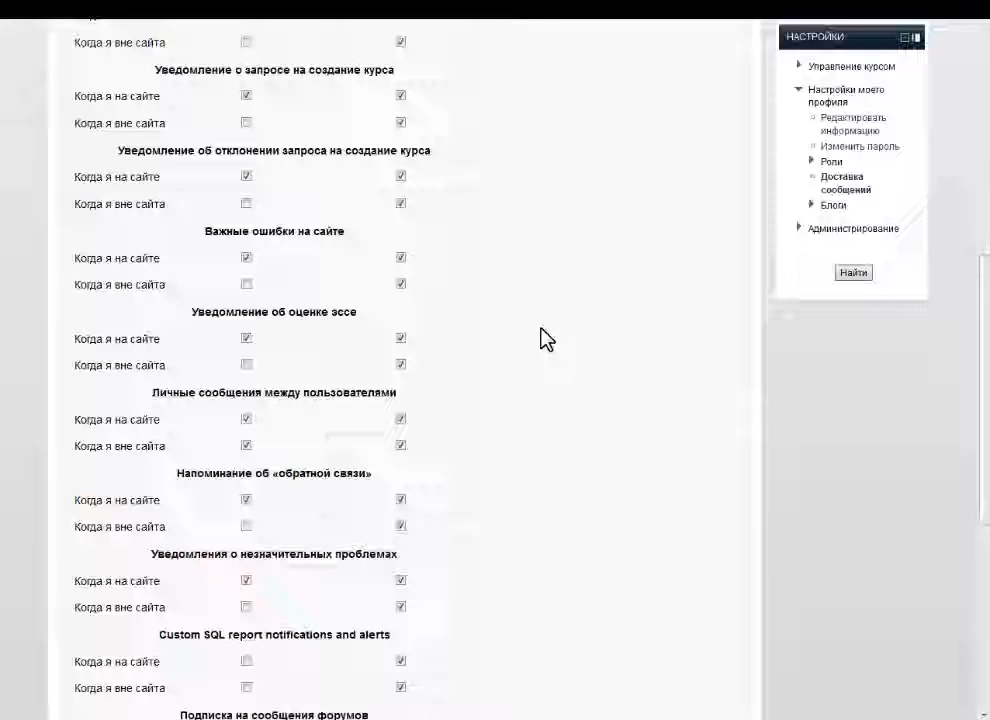 Когда я вне сайта
Уведомление о запросе на создание курса
Когда я на сайте
Когда я вне сайта
Уведомление об отклонении запроса на создание курса
Когда я на сайте
Когда я вне сайта
Важные ошибки на сайте
Когда я на сайте
Когда я вне сайта
Уведомление об оценке эссе
Когда я на сайте
Когда я вне сайта
Личные сообщения между пользователями
Когда я на сайте
Когда я вне сайта
Напоминание об «обратной связи»
Когда я на сайте
Когда я вне сайта
Уведомления о незначительных проблемах
Когда я на сайте
Когда я вне сайта
Custom SQL report notifications and alerts
Когда я на сайте
Когда я вне сайта
Подписка на сообщения форумов
НАСТРОЙКИ
Управление курсом
Настройки моего
профиля
Редактировать
информацию
Изменить пароль
Роли
Доставка
сообщений
Блоги
Администрирование
Найти